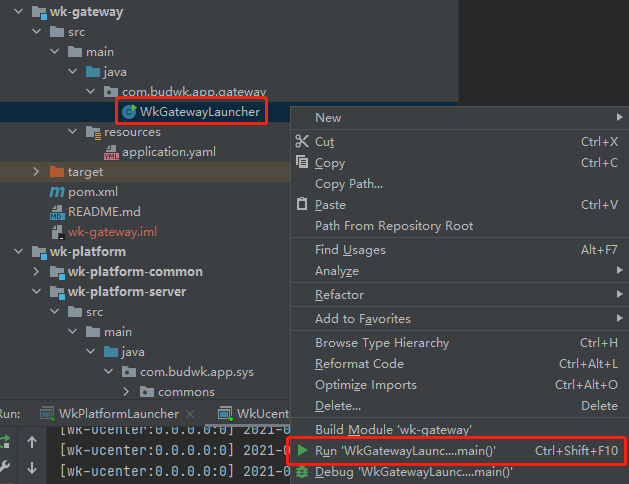 wk-gateway
src
main
java
com.budwk.app.gateway
WkGatewayLauncher
resources
application.yaml
target
pom.xml
README.md
wk-gateway.iml
wk-platform
wk-platform-common
wk-platform-server
src
main
java
com.budwk.app.sys
commons
New
Cut Ctrl+X
Copy Ctrl+C
Copy Path...
Paste Ctrl+V
Path From Repository Root
Find Usages Alt+F7
Analyze
Refactor
Add to Favorites
Browse Type Hierarchy Ctrl+H
Reformat Code Ctrl+Alt+L
Optimize Imports Ctrl+Alt+O
Delete... Delete
Build Module 'wk-gateway'
Run 'WkGatewayLaunc....main()' Ctrl+Shift+F10
Debug 'WkGatewayLaunc....main()'
Run: WkPlatformLauncher WkUcent
[wk-ucenter:0.0.0.0:0] 2021-0
[wk-ucenter:0.0.0.0:0] 2021-0
[wk-ucenter:0.0.0.0:0] 2021-0